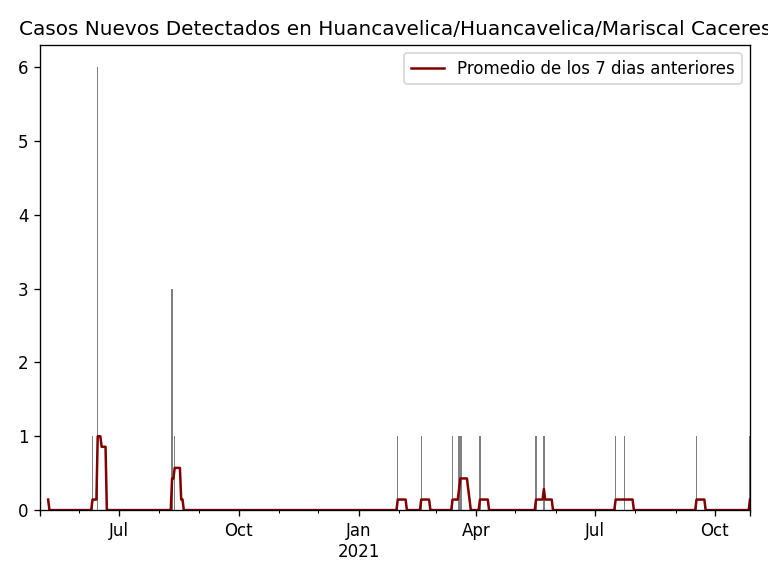 Casos Nuevos Detectados en Huancavelica/Huancavelica/Mariscal Caceres
Promedio de los 7 dias anteriores
6
5
4
3
2
1
0
Jul Oct Jan Apr Jul Oct
2021